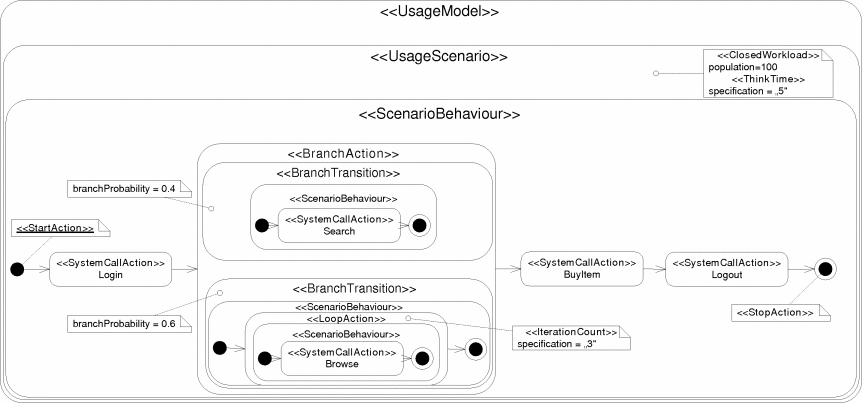 <<UsageModel>>
<<UsageScenario>>
<<ClosedWorkload>>
population=100
<<ThinkTime>>
specification = „5"
<<ScenarioBehaviour>>
<<BranchAction>>
<<BranchTransition>>
branchProbability = 0.4
<<ScenarioBehaviour>>
<<SystemCallAction>>
Search
<<StartAction>>
<<SystemCallAction>>
Login
<<SystemCallAction>>
BuyItem
<<SystemCallAction>>
Logout
<<BranchTransition>>
<<ScenarioBehaviour>>
<<LoopAction>>
<<StopAction>>
branchProbability = 0.6
<<ScenarioBehaviour>>
<<IterationCount>>
specification = „3"
<<SystemCallAction>>
Browse